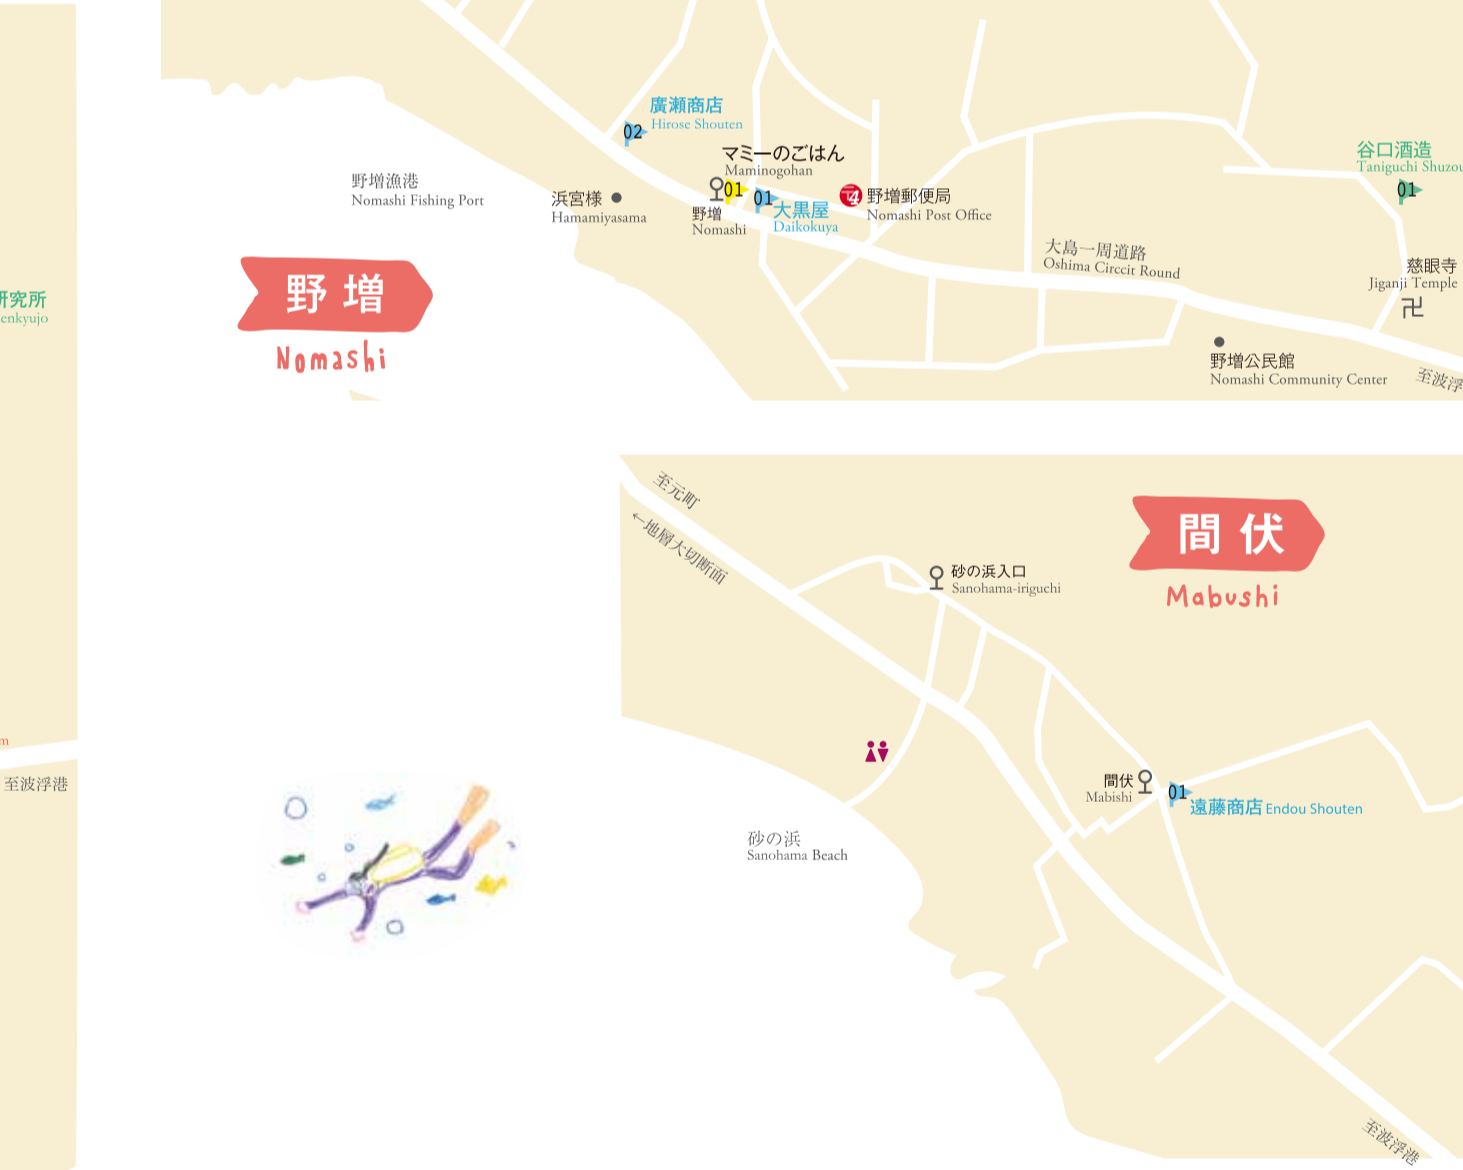 廣瀬商店
Hirose Shouten
02
マミーのごはん
Maminogohan
01
野増
Nomashi
01
大黒屋
Daikokuya
野増郵便局
Nomashi Post Office
野増漁港
Nomashi Fishing Port
浜宮様
Hamamiyasama
谷口酒造
Taniguchi Shuzou
01
大島一周道路
Oshima Circcit Round
慈眼寺
Jiganji Temple
卍
野増
Nomashi
野増公民館
Nomashi Community Center
至波浮
研究所
enkyujo
m
至波浮港
至元町
←地層大切断面
間伏
Mabushi
砂の浜入口
Sanohama-iriguchi
間伏
Mabishi
01
遠藤商店 Endou Shouten
砂の浜
Sanohama Beach
至波浮港